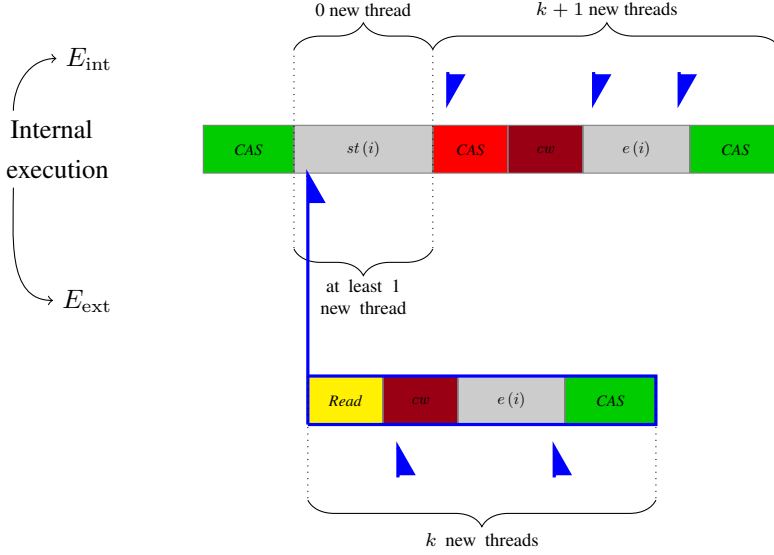 0 new thread
k + 1 new threads
E_int
Internal
execution
CAS
st (i)
CAS
cw
e (i)
CAS
at least 1
new thread
E_ext
Read
cw
e (i)
CAS
k new threads